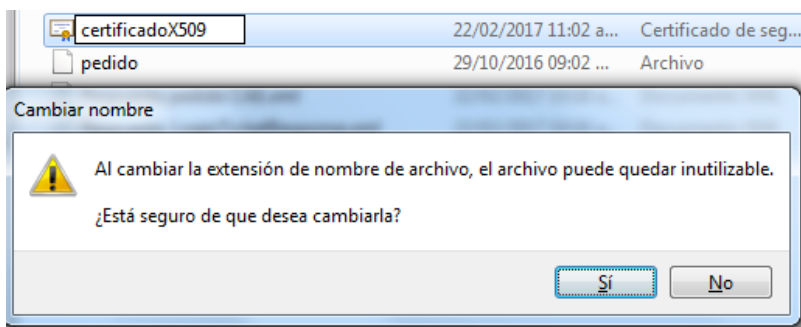 certificadoX509 22/02/2017 11:02 a... Certificado de seg...
pedido 29/10/2016 09:02 ... Archivo
Cambiar nombre
Al cambiar la extensión de nombre de archivo, el archivo puede quedar inutilizable.
¿Está seguro de que desea cambiarla?
Sí No